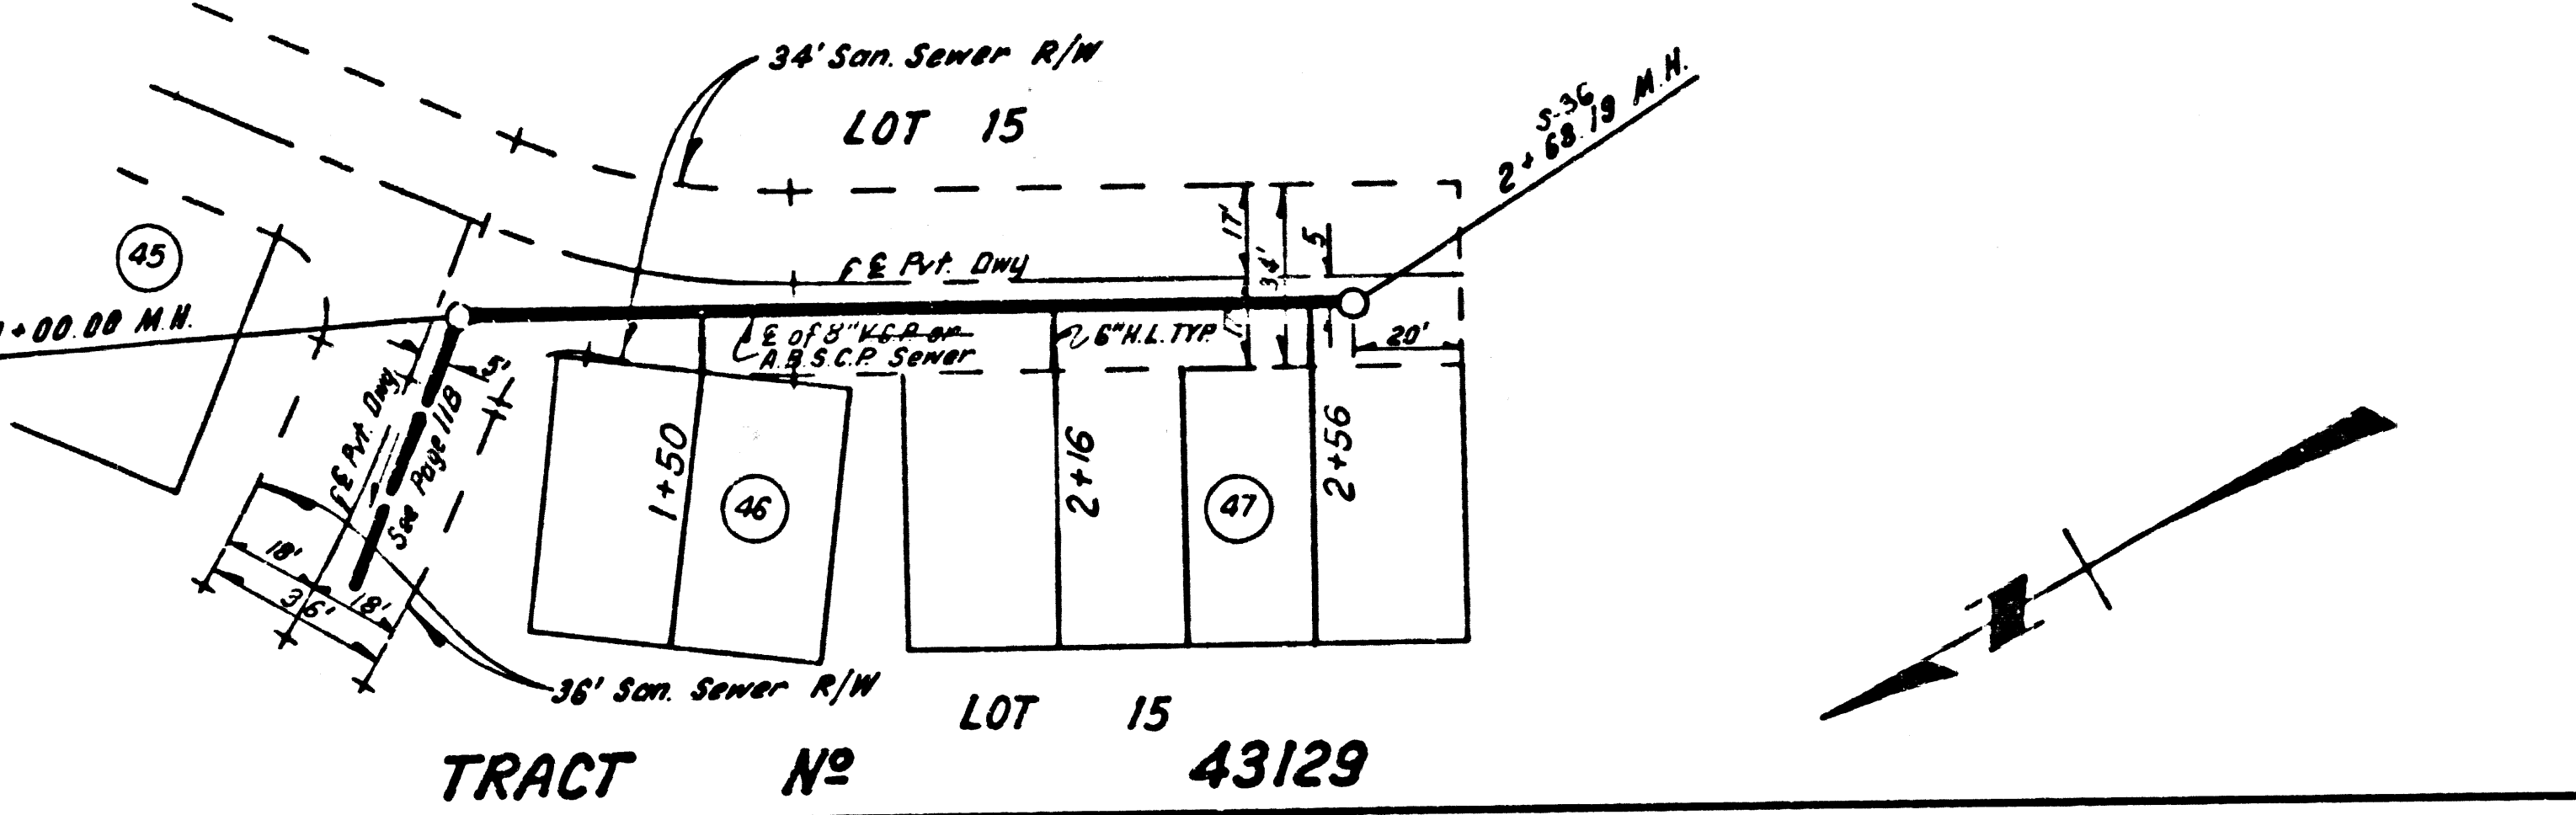 34' San. Sewer R/W
LOT 15
S-36
2+68.19 M.H.
45
+00.00 M.H.
℄ Pvt. Dwy
17'
34'
5
℄ of 8" V.C.P. or
A.B.S.C.P. Sewer
6" H.L. TYP.
20'
5'
℄ Pvt. Dwy
See Page 11B
1+50
46
2+16
47
2+56
18'
36'
18'
36' San. Sewer R/W
LOT 15
TRACT Nº 43129